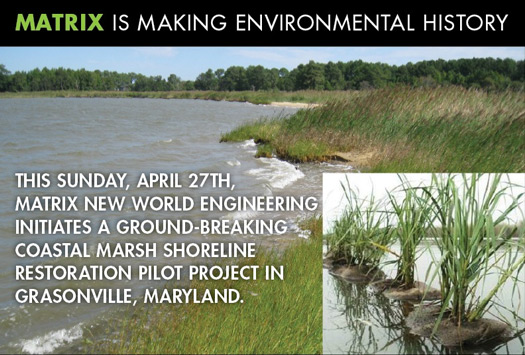 MATRIX IS MAKING ENVIRONMENTAL HISTORY
THIS SUNDAY, APRIL 27TH,
MATRIX NEW WORLD ENGINEERING
INITIATES A GROUND-BREAKING
COASTAL MARSH SHORELINE
RESTORATION PILOT PROJECT IN
GRASONVILLE, MARYLAND.